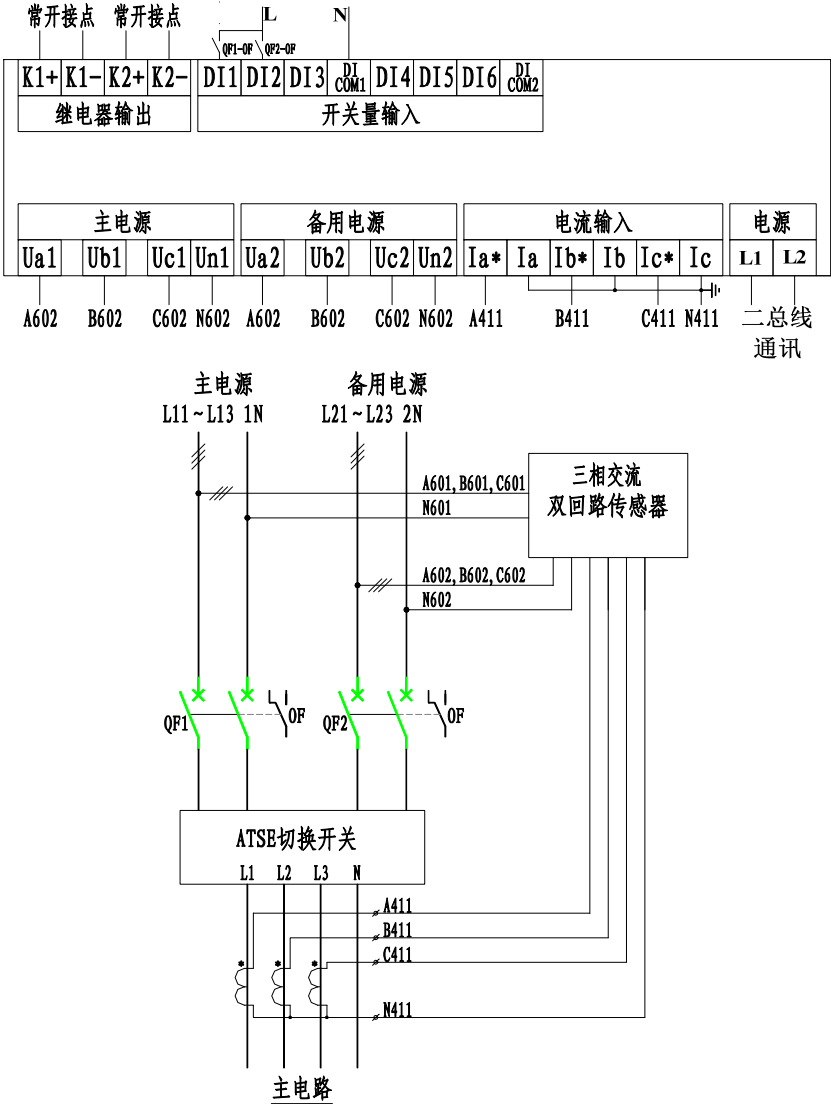 常开接点 常开接点 L N
QF1-OF QF2-OF
K1+ K1- K2+ K2- DI1 DI2 DI3 DI COM1 DI4 DI5 DI6 DI COM2
继电器输出 开关量输入
主电源 备用电源 电流输入 电源
Ua1 Ub1 Uc1 Un1 Ua2 Ub2 Uc2 Un2 Ia* Ia Ib* Ib Ic* Ic L1 L2
A602 B602 C602 N602 A602 B602 C602 N602 A411 B411 C411 N411 二总线
通讯
主电源 备用电源
L11~L13 1N L21~L23 2N
三相交流
双回路传感器
A601,B601,C601
N601
A602,B602,C602
N602
QF1 OF QF2 OF
ATSE切换开关
L1 L2 L3 N
A411
B411
C411
* * *
N411
主电路